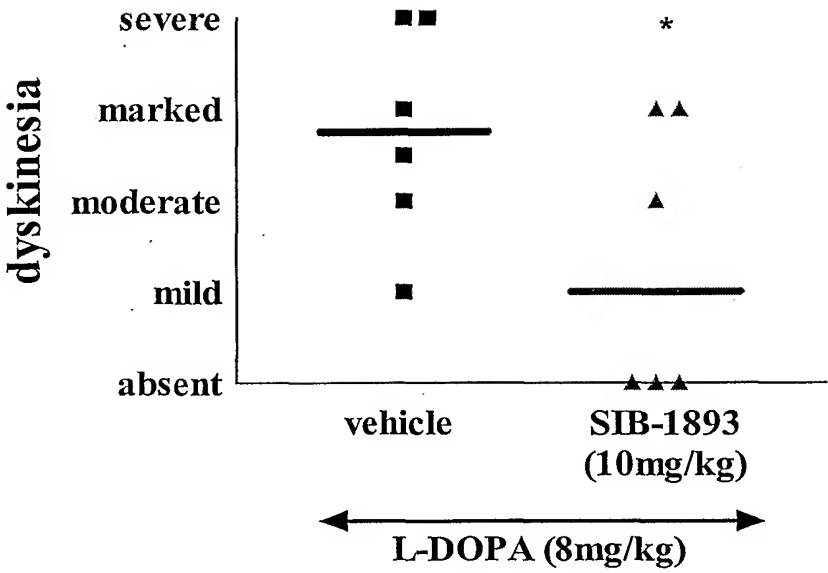 dyskinesia
severe
marked
moderate
mild
absent
*
vehicle
SIB-1893
(10mg/kg)
L-DOPA (8mg/kg)